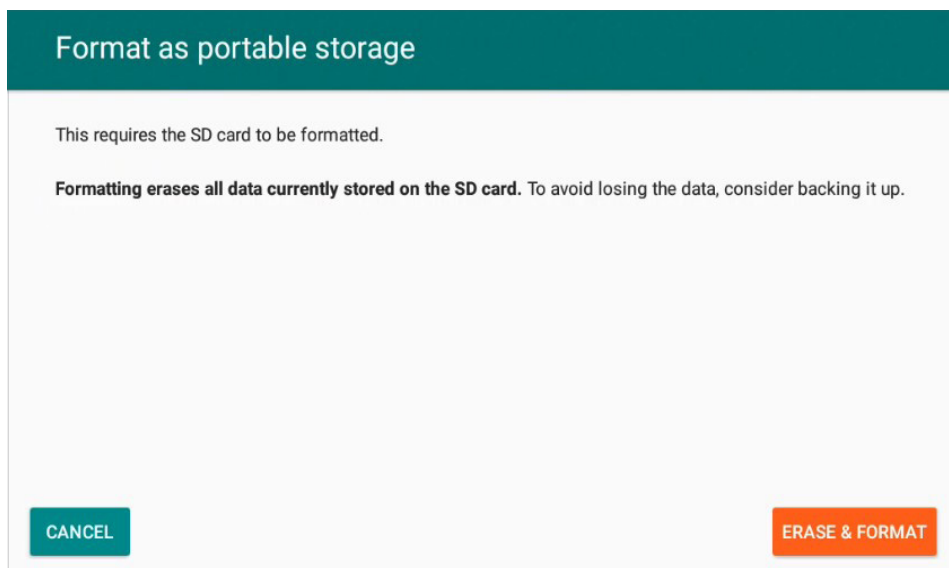 Format as portable storage
This requires the SD card to be formatted.
Formatting erases all data currently stored on the SD card. To avoid losing the data, consider backing it up.
CANCEL
ERASE & FORMAT